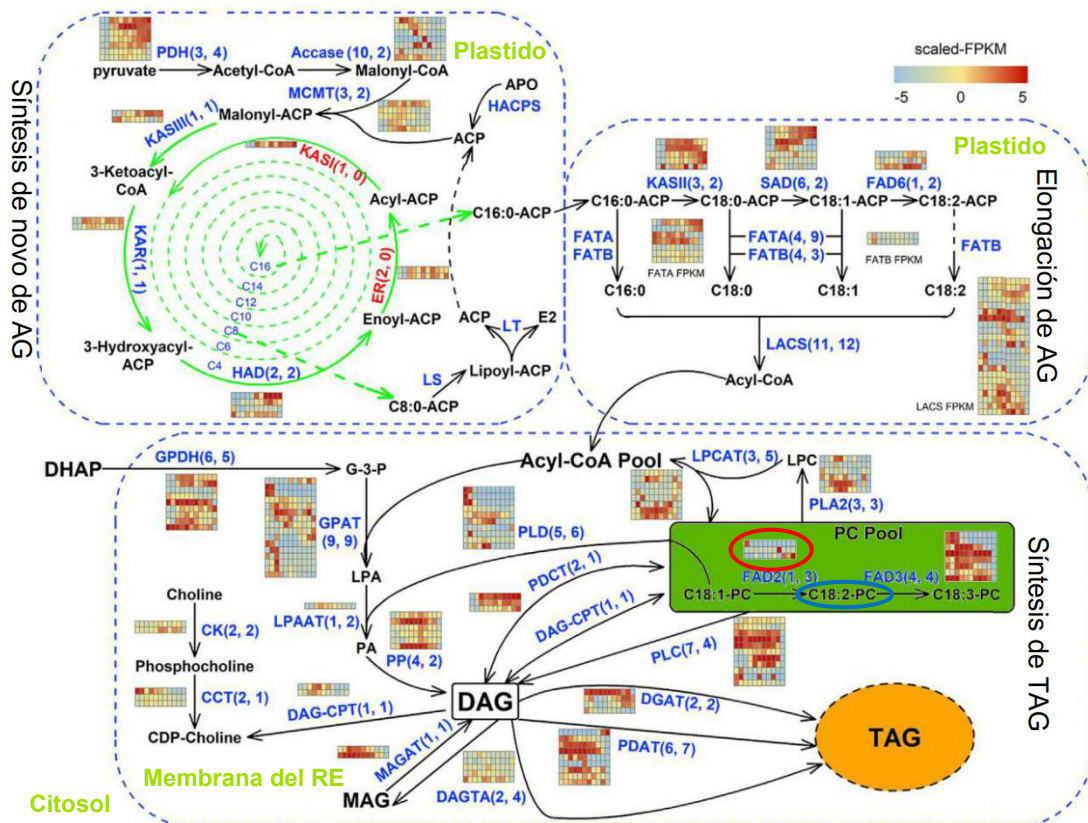 Síntesis de novo de AG
PDH(3, 4)
Accase(10, 2)
Plastido
pyruvate
Acetyl-CoA
Malonyl-CoA
MCMT(3, 2)
APO
HACPS
KASIII(1, 1)
Malonyl-ACP
ACP
KASI(1, 0)
3-Ketoacyl-
CoA
Acyl-ACP
C16:0-ACP
KAR(1, 1)
ER(2, 0)
C16
C14
C12
C10
C8
C6
C4
Enoyl-ACP
ACP
LT
E2
3-Hydroxyacyl-
ACP
HAD(2, 2)
LS
Lipoyl-ACP
C8:0-ACP
scaled-FPKM
-5
0
5
Plastido
Elongación de AG
KASII(3, 2)
SAD(6, 2)
FAD6(1, 2)
C16:0-ACP
C18:0-ACP
C18:1-ACP
C18:2-ACP
FATA
FATB
FATA FPKM
FATA(4, 9)
FATB(4, 3)
FATB FPKM
FATB
C16:0
C18:0
C18:1
C18:2
LACS(11, 12)
Acyl-CoA
LACS FPKM
Síntesis de TAG
DHAP
GPDH(6, 5)
G-3-P
Acyl-CoA Pool
LPCAT(3, 5)
LPC
PLA2(3, 3)
GPAT
(9, 9)
PLD(5, 6)
PC Pool
FAD2(1, 3)
FAD3(4, 4)
C18:1-PC
C18:2-PC
C18:3-PC
LPA
PDCT(2, 1)
Choline
LPAAT(1, 2)
DAG-CPT(1, 1)
CK(2, 2)
PA
PP(4, 2)
PLC(7, 4)
Phosphocholine
CCT(2, 1)
DAG-CPT(1, 1)
DAG
DGAT(2, 2)
CDP-Choline
PDAT(6, 7)
TAG
MAGAT(1, 1)
Membrana del RE
MAG
DAGTA(2, 4)
Citosol